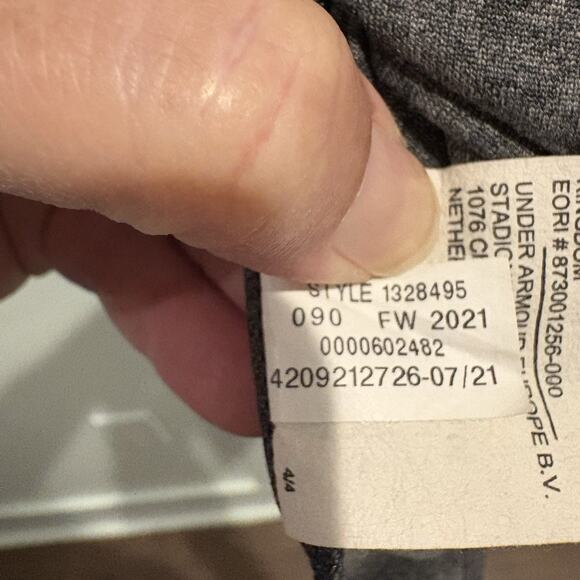 STYLE 1328495
090 FW 2021
0000602482
4209212726-07/21
EORI # 873001256-000
UNDER ARMOUR EUROPE B.V.
STADIO
1076 C
NETHE
4/4